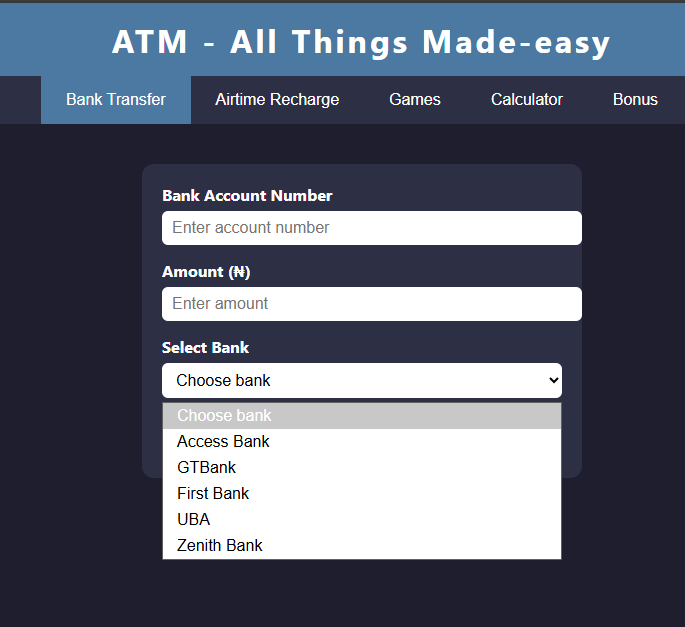 ATM - All Things Made-easy
Bank Transfer Airtime Recharge Games Calculator Bonus
Bank Account Number
Enter account number
Amount (₦)
Enter amount
Select Bank
Choose bank
Choose bank
Access Bank
GTBank
First Bank
UBA
Zenith Bank